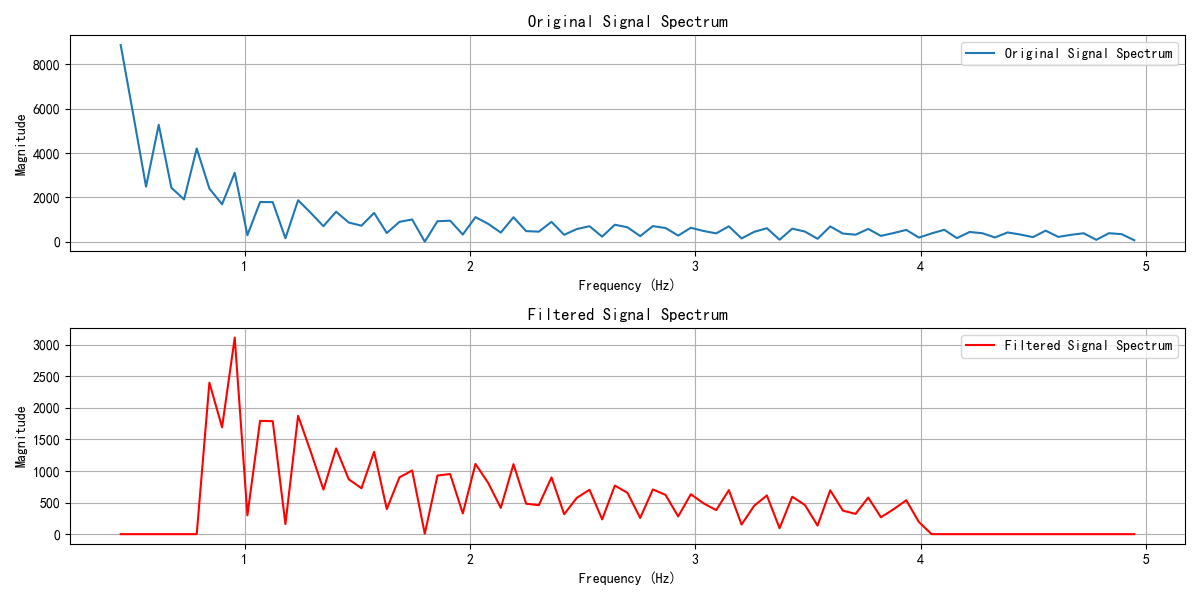 Original Signal Spectrum
Original Signal Spectrum
8000
6000
4000
2000
0
Magnitude
1 2 3 4 5
Frequency (Hz)
Filtered Signal Spectrum
Filtered Signal Spectrum
3000
2500
2000
1500
1000
500
0
Magnitude
1 2 3 4 5
Frequency (Hz)